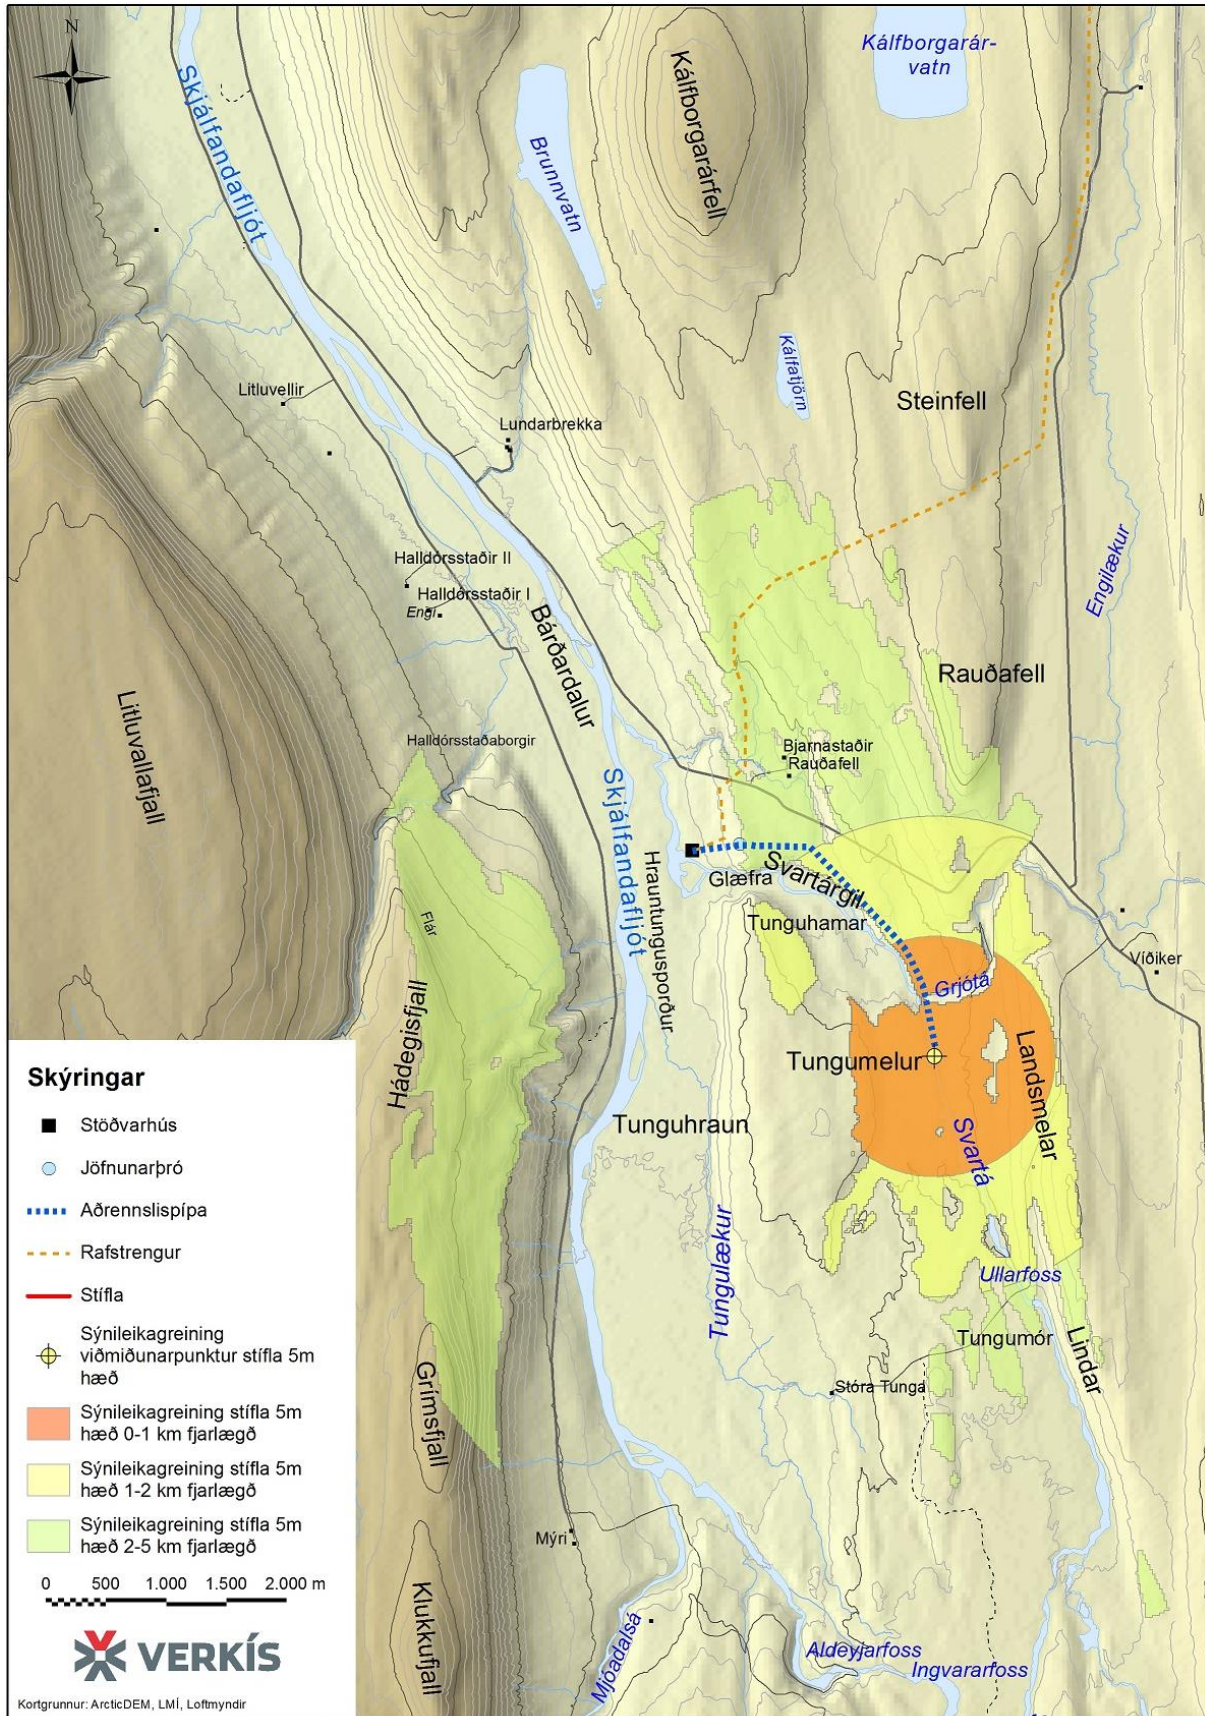 N
Skjálfandafljót
Kálfborgarár-
vatn
Kálfborgarárfell
Brunnvatn
Kálfatjörn
Litluvellir
Steinfell
Lundarbrekka
Engilækur
Halldórsstaðir II
Halldórsstaðir I
Engi
Bárðardalur
Rauðafell
Litluvallafjall
Halldórsstaðaborgir
Bjarnastaðir
Rauðafell
Skjálfandafljót
Hrauntungusporður
Glæfra
Svartárgil
Flár
Tunguhamar
Víðiker
Grjótá
Hádegisfjall
Tungumelur
Landsmelar
Tunguhraun
Svartá
Tungulækur
Ullarfoss
Tungumór
Lindar
Grímsfjall
Stóra Tunga
Mýri
Klukkufjall
Mjóadalsá
Aldeyjarfoss
Ingvararfoss
Skýringar
Stöðvarhús
Jöfnunarþró
Aðrennslispípa
Rafstrengur
Stífla
Sýnileikagreining
viðmiðunarpunktur stífla 5m
hæð
Sýnileikagreining stífla 5m
hæð 0-1 km fjarlægð
Sýnileikagreining stífla 5m
hæð 1-2 km fjarlægð
Sýnileikagreining stífla 5m
hæð 2-5 km fjarlægð
0 500 1.000 1.500 2.000 m
VERKÍS
Kortgrunnur: ArcticDEM, LMÍ, Loftmyndir